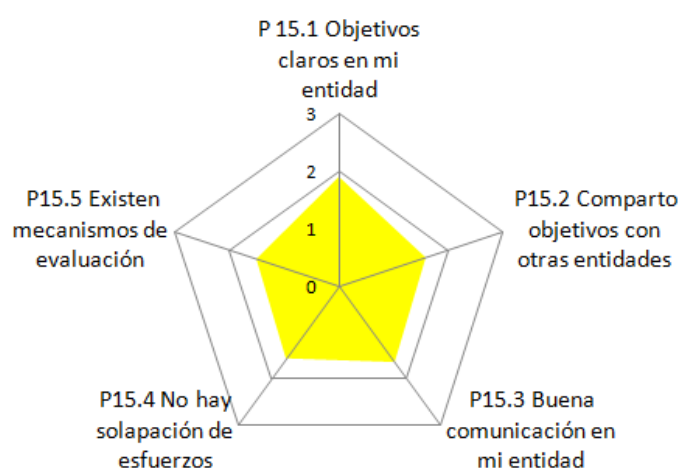 P 15.1 Objetivos
claros en mi
entidad
3
2
1
0
P15.2 Comparto
objetivos con
otras entidades
P15.3 Buena
comunicación en
mi entidad
P15.4 No hay
solapación de
esfuerzos
P15.5 Existen
mecanismos de
evaluación